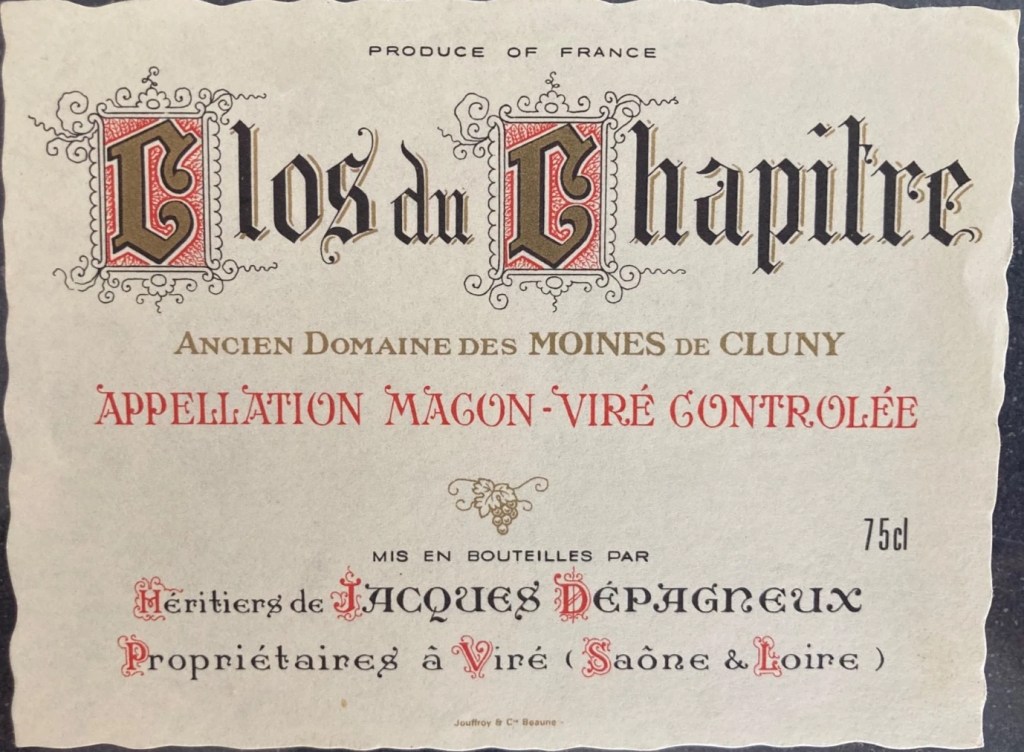 PRODUCE OF FRANCE
Clos du Chapitre
ANCIEN DOMAINE DES MOINES DE CLUNY
APPELLATION MACON-VIRÉ CONTROLÉE
75cl
MIS EN BOUTEILLES PAR
Héritiers de JACQUES DÉPAGNEUX
Propriétaires à Viré (Saône & Loire)
Jouffroy & Cie Beaune -